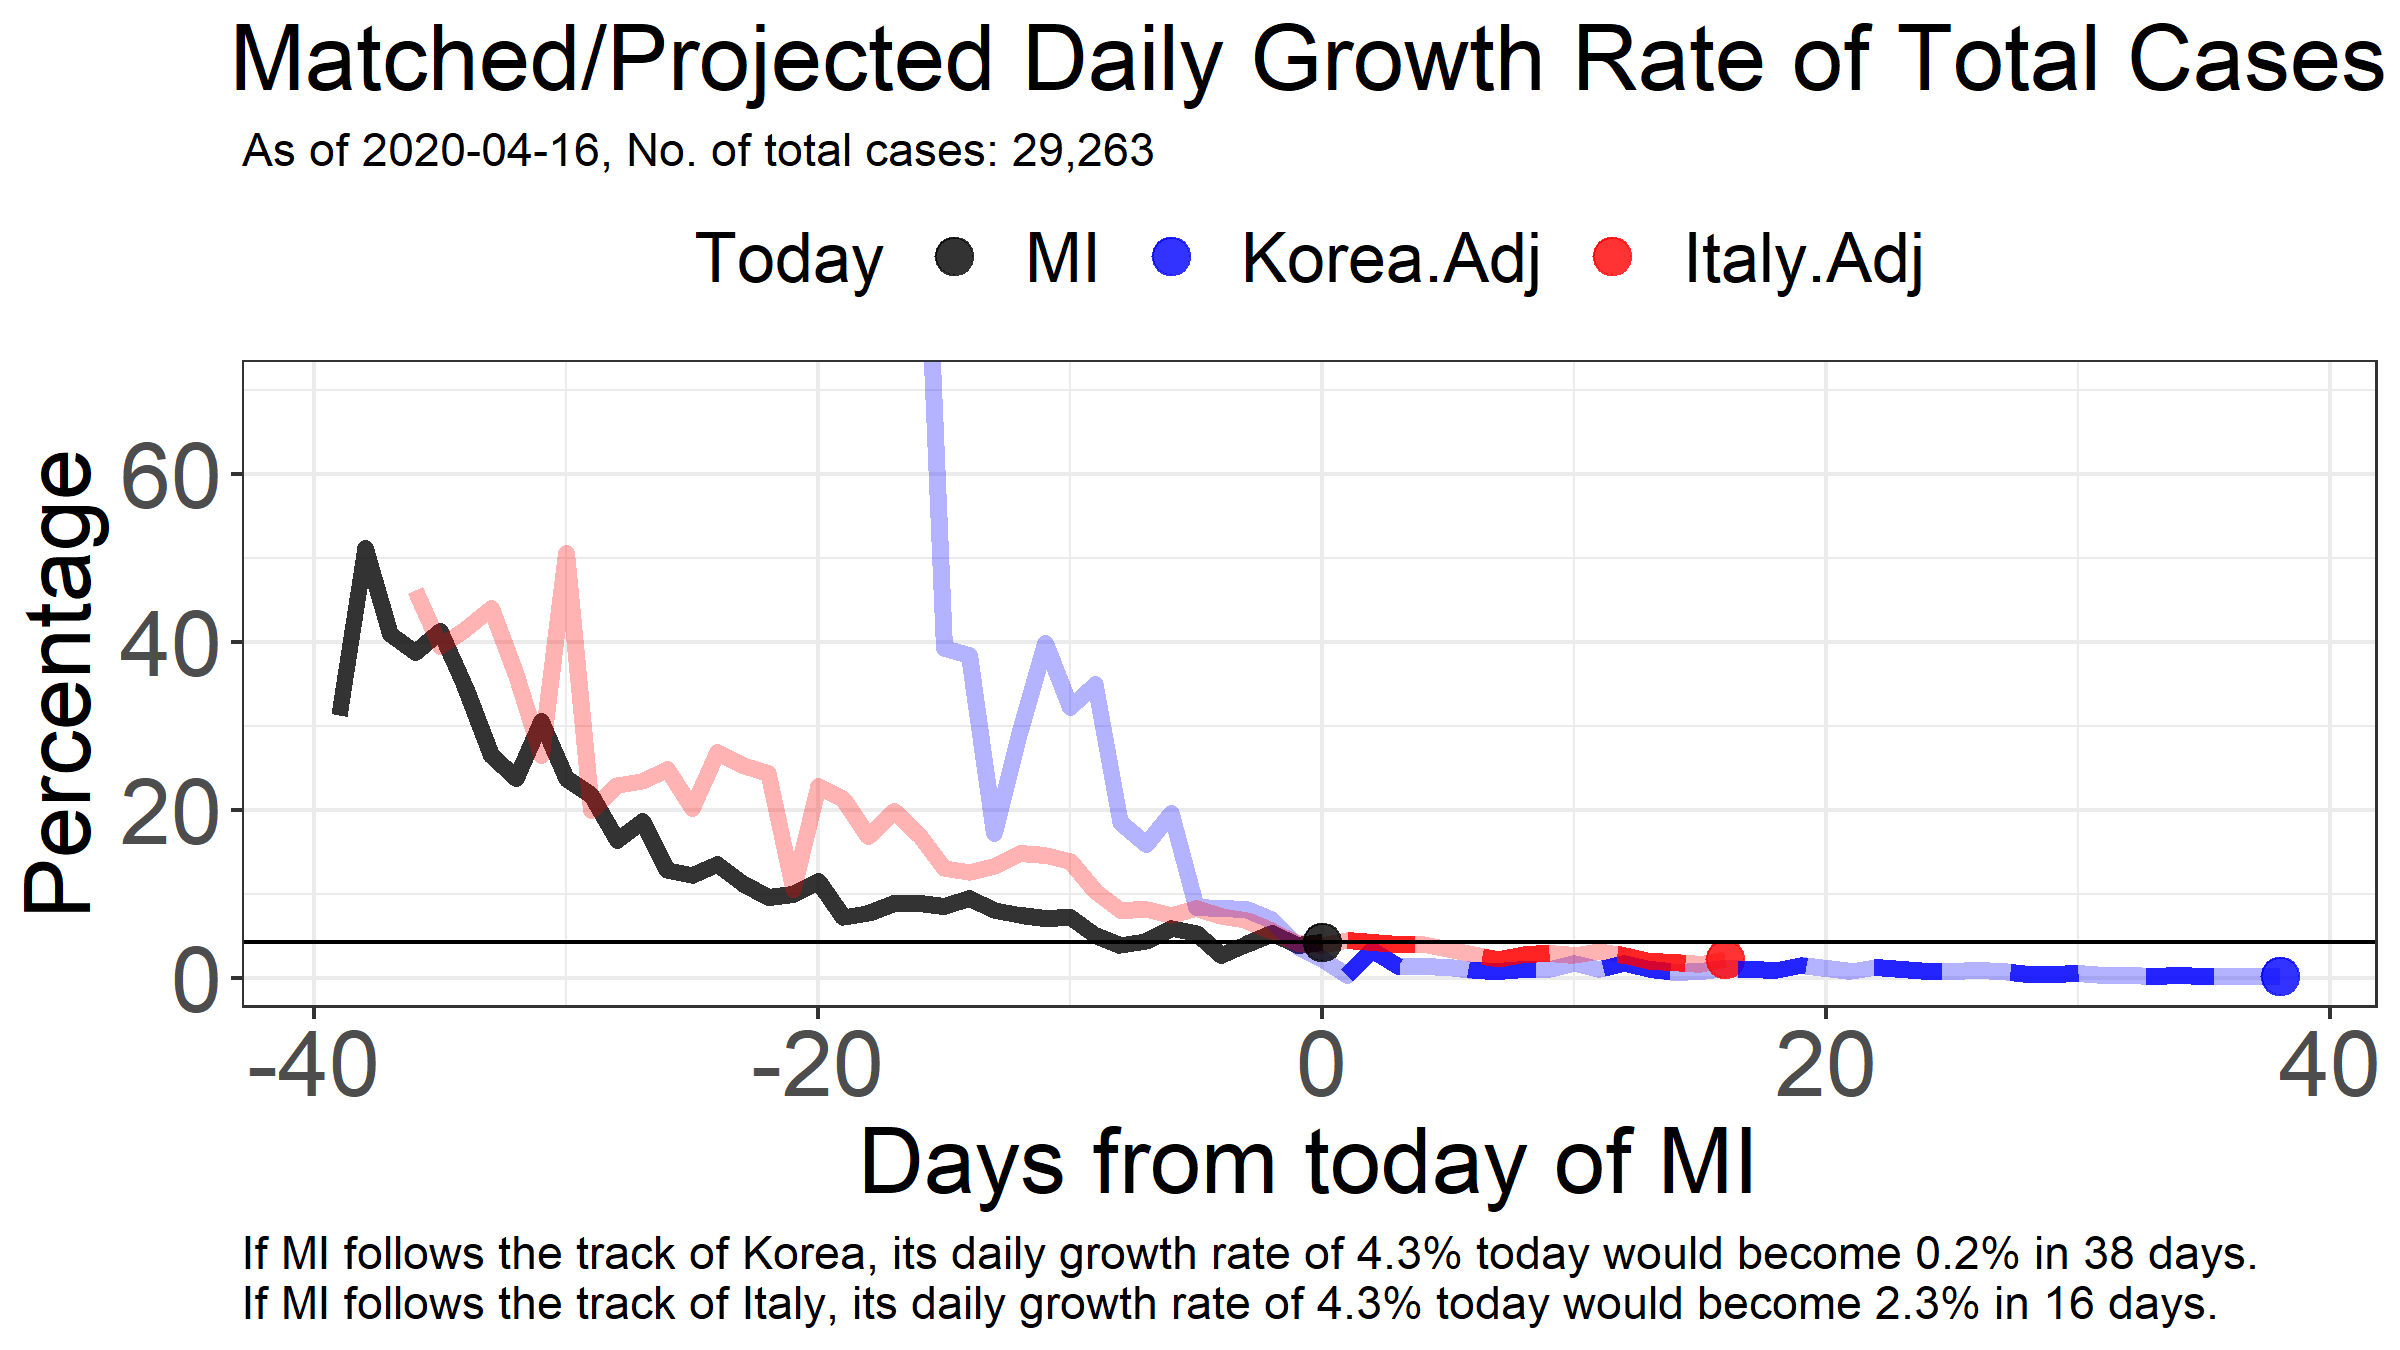 Matched/Projected Daily Growth Rate of Total Cases
As of 2020-04-16, No. of total cases: 29,263
Today MI Korea.Adj Italy.Adj
Percentage
60
40
20
0
-40 -20 0 20 40
Days from today of MI
If MI follows the track of Korea, its daily growth rate of 4.3% today would become 0.2% in 38 days.
If MI follows the track of Italy, its daily growth rate of 4.3% today would become 2.3% in 16 days.